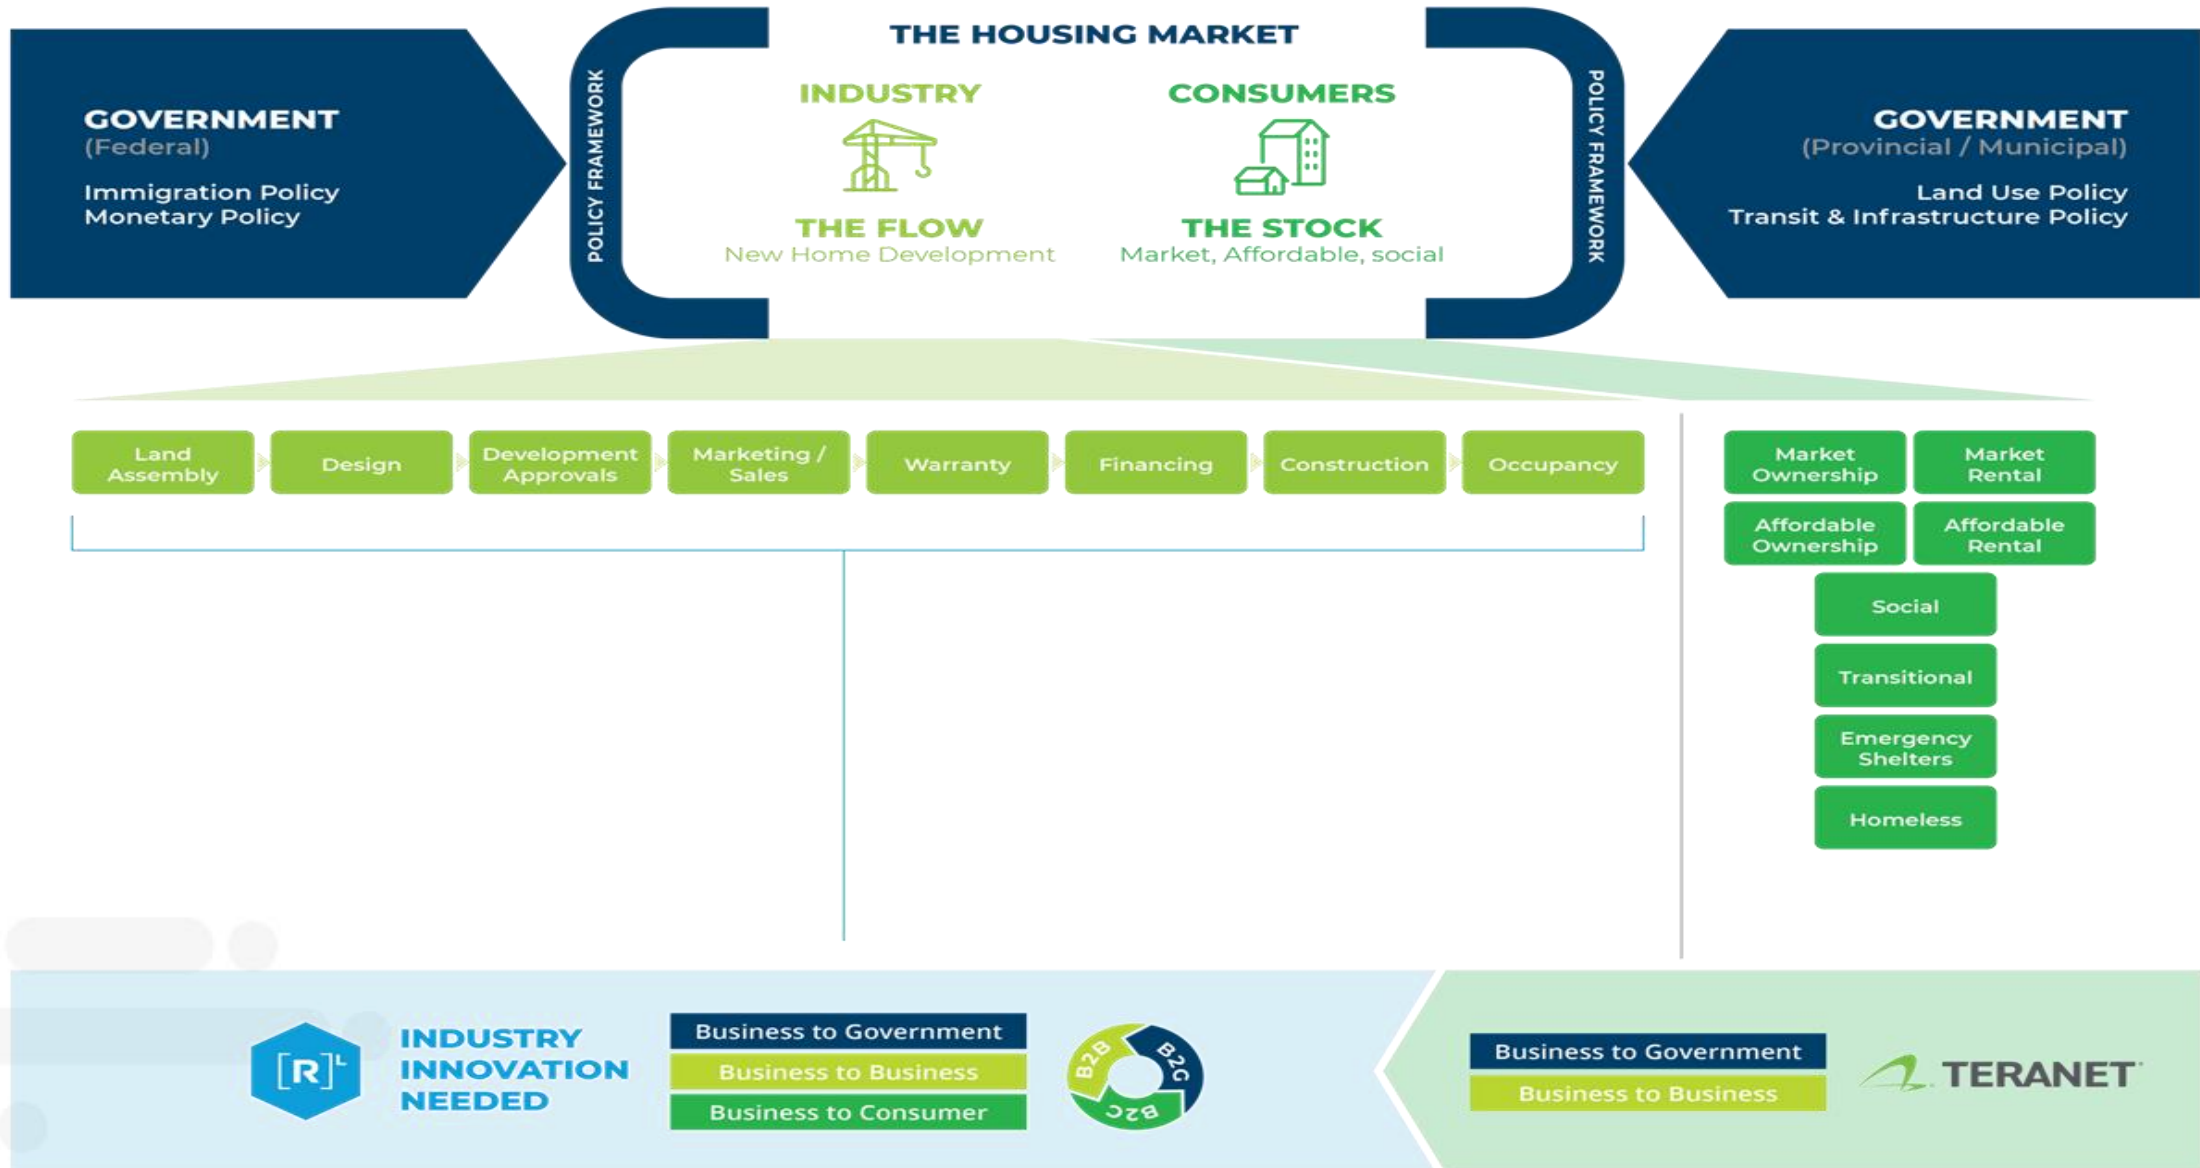 THE HOUSING MARKET
GOVERNMENT
(Federal)
Immigration Policy
Monetary Policy
POLICY FRAMEWORK
INDUSTRY
THE FLOW
New Home Development
CONSUMERS
THE STOCK
Market, Affordable, social
POLICY FRAMEWORK
GOVERNMENT
(Provincial / Municipal)
Land Use Policy
Transit & Infrastructure Policy
Land
Assembly
Design
Development
Approvals
Marketing /
Sales
Warranty
Financing
Construction
Occupancy
Market
Ownership
Market
Rental
Affordable
Ownership
Affordable
Rental
Social
Transitional
Emergency
Shelters
Homeless
[R]L
INDUSTRY
INNOVATION
NEEDED
Business to Government
Business to Business
Business to Consumer
B2B
B2G
B2C
Business to Government
Business to Business
TERANET